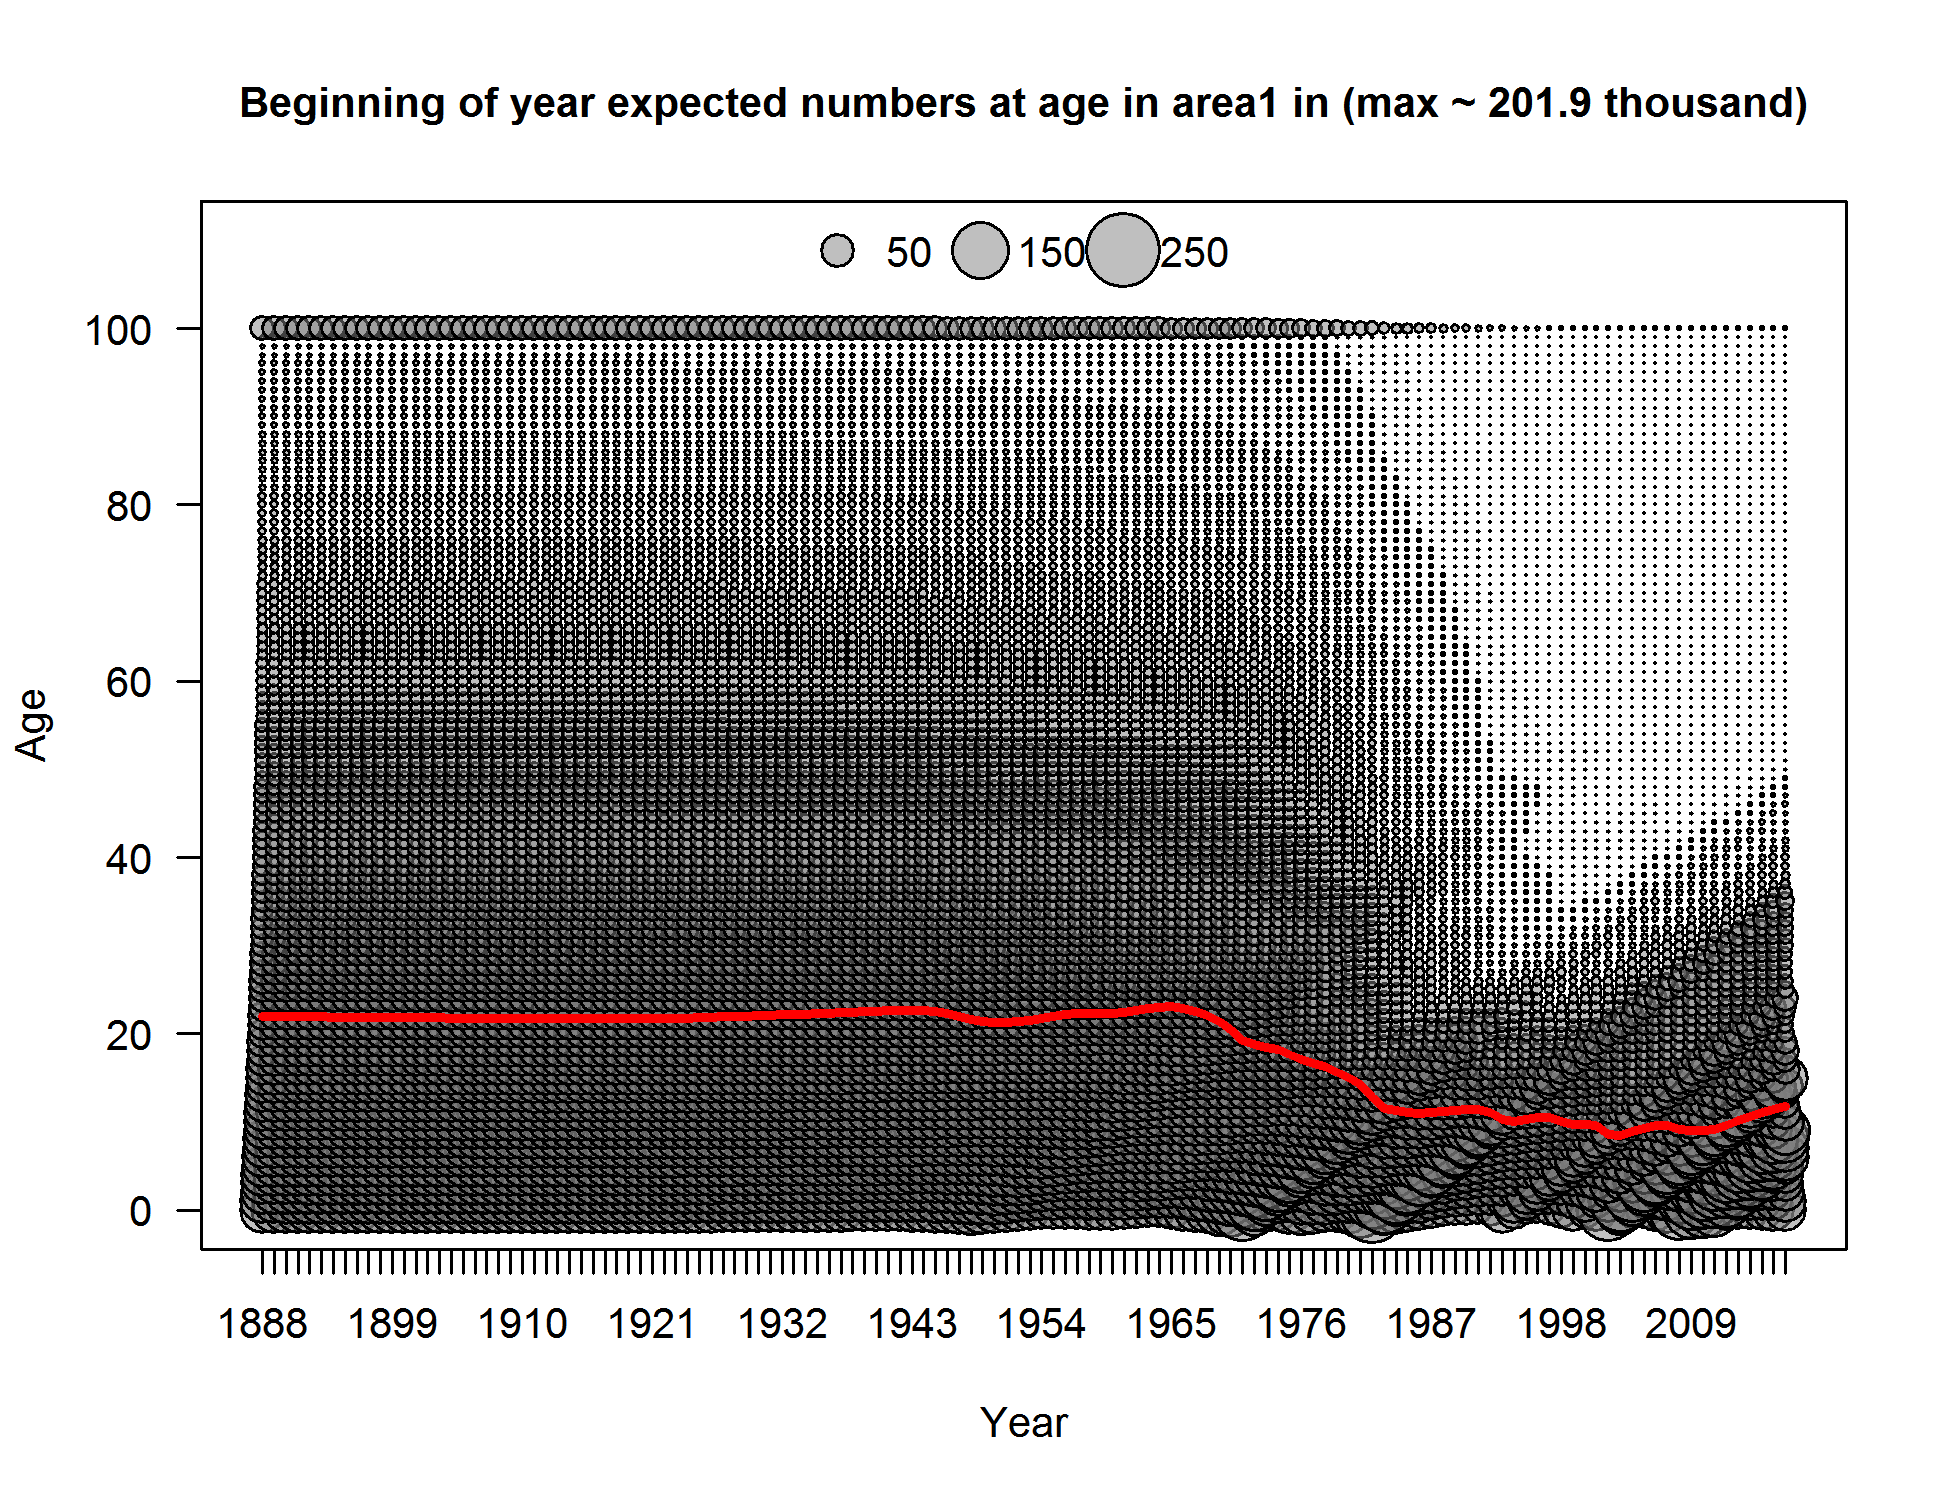 Beginning of year expected numbers at age in area1 in (max ~ 201.9 thousand)
50 150 250
100
80
60
40
20
0
Age
1888 1899 1910 1921 1932 1943 1954 1965 1976 1987 1998 2009
Year